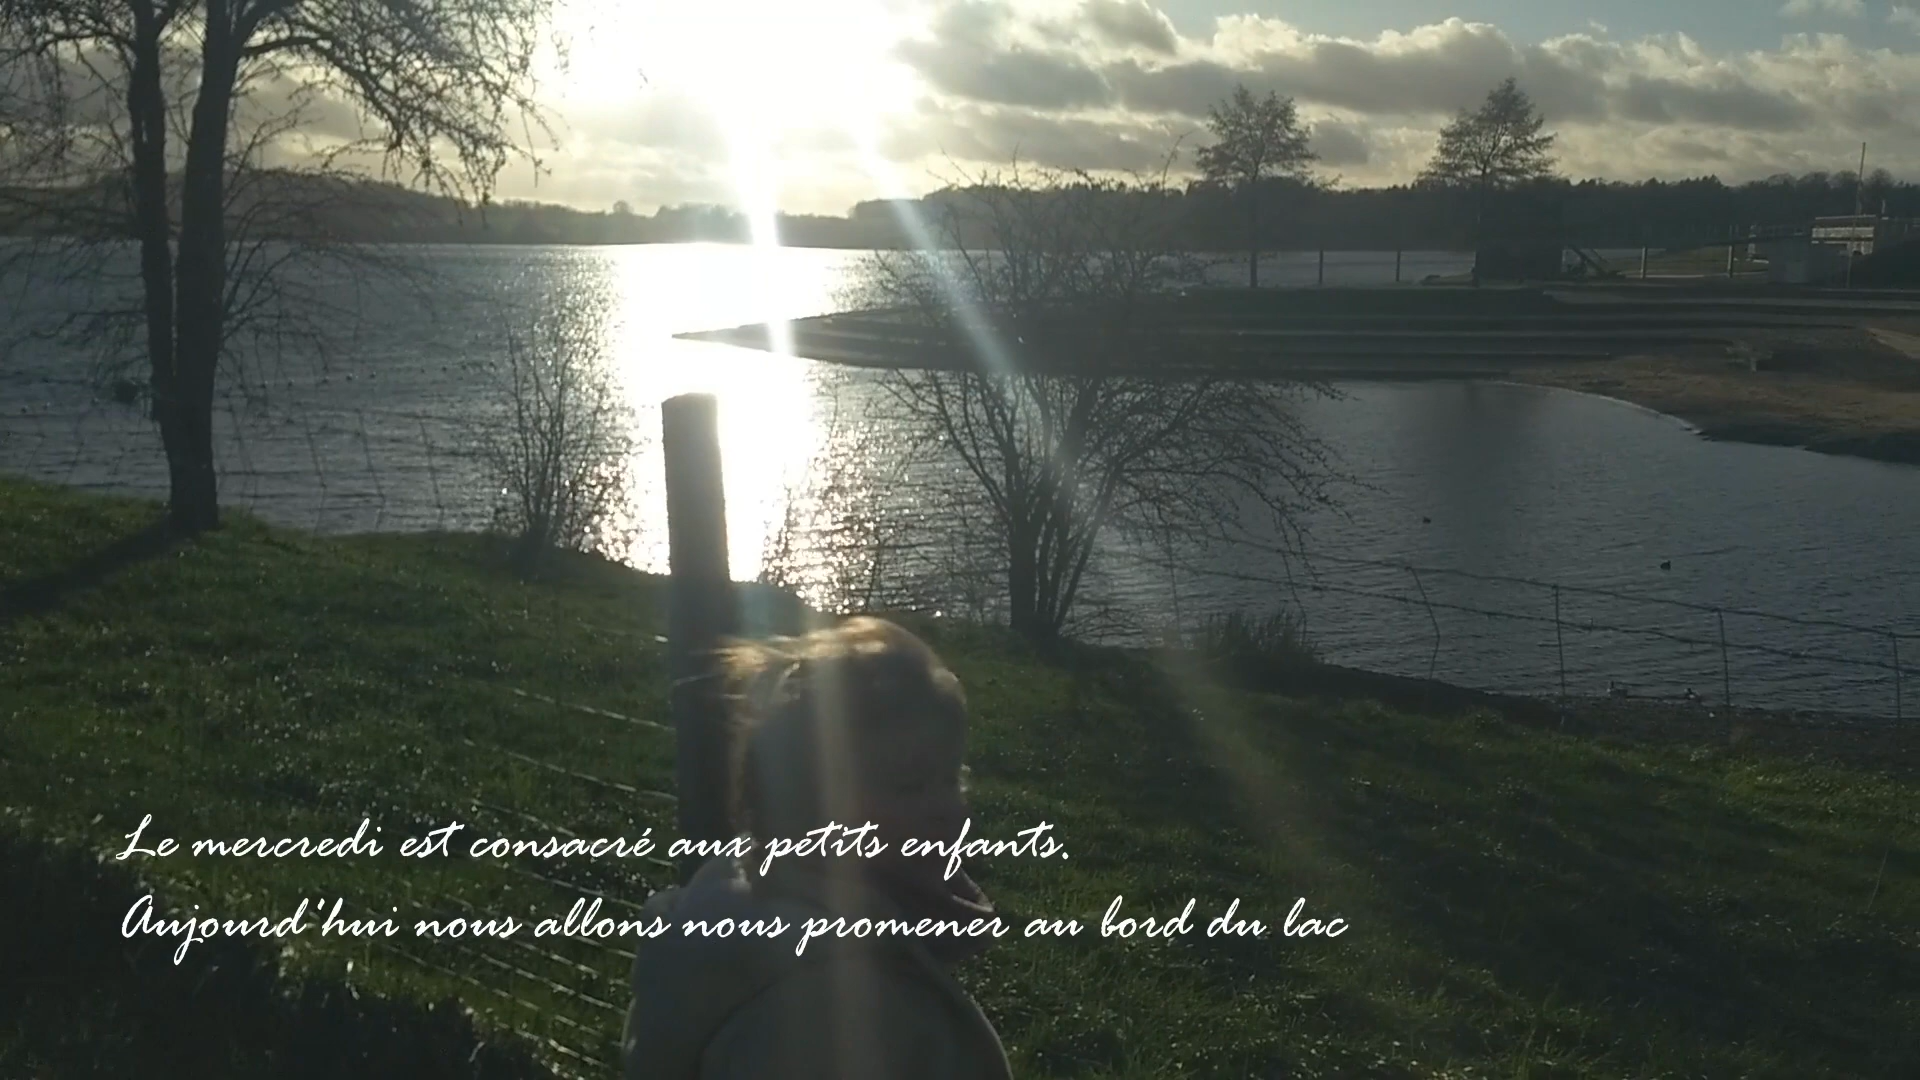 Le mercredi est consacré aux petits enfants.
Aujourd'hui nous allons nous promener au bord du lac